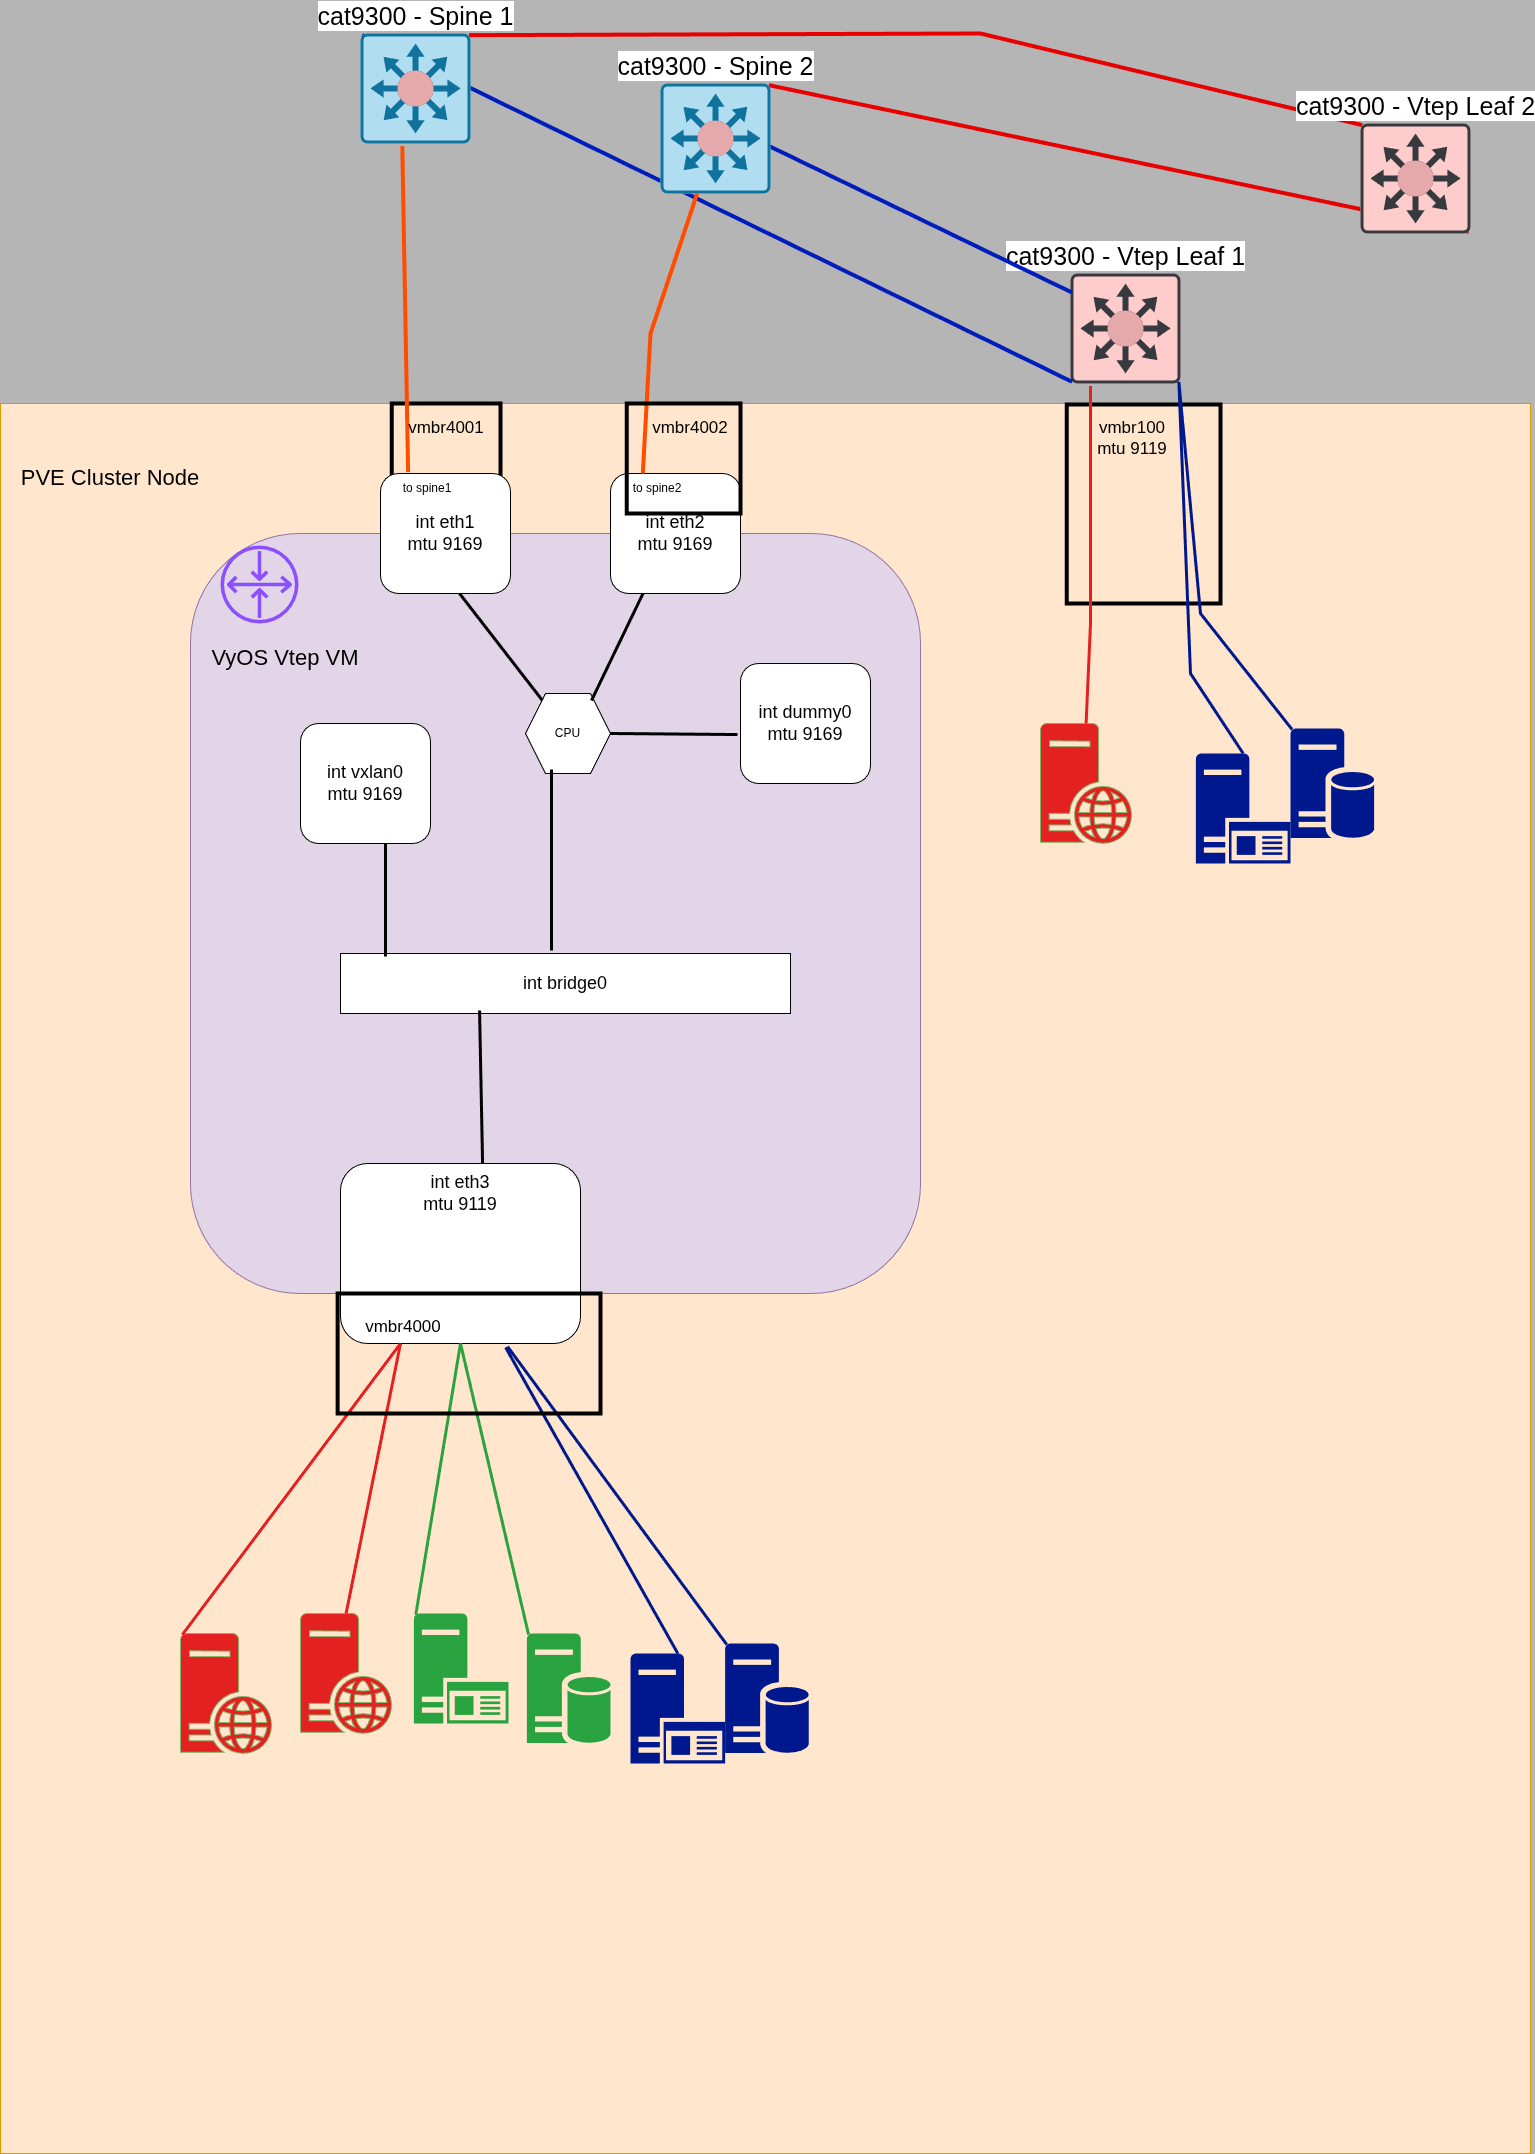 cat9300 - Spine 1
cat9300 - Spine 2
cat9300 - Vtep Leaf 2
cat9300 - Vtep Leaf 1
vmbr4001
vmbr4002
vmbr100
mtu 9119
PVE Cluster Node
to spine1
int eth1
mtu 9169
to spine2
int eth2
mtu 9169
VyOS Vtep VM
int dummy0
mtu 9169
CPU
int vxlan0
mtu 9169
int bridge0
int eth3
mtu 9119
vmbr4000